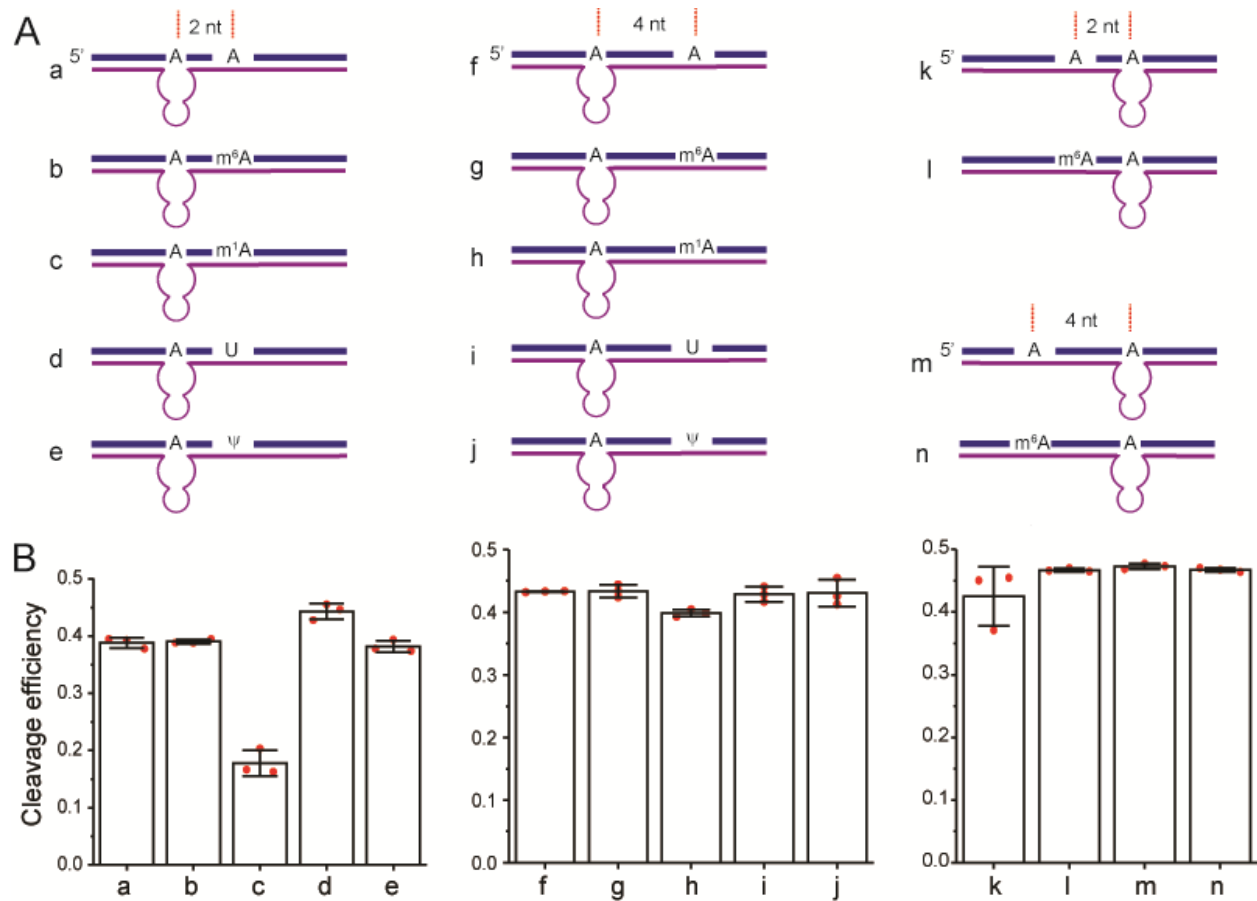 A
2 nt
4 nt
2 nt
a 5' A A
f 5' A A
k 5' A A
b A m⁶A
g A m⁶A
l m⁶A A
c A m¹A
h A m¹A
4 nt
d A U
i A U
m 5' A A
e A ψ
j A ψ
n m⁶A A
B
Cleavage efficiency
0.5
0.4
0.3
0.2
0.1
0.0
a b c d e
0.5
0.4
0.3
0.2
0.1
0.0
f g h i j
0.5
0.4
0.3
0.2
0.1
0.0
k l m n